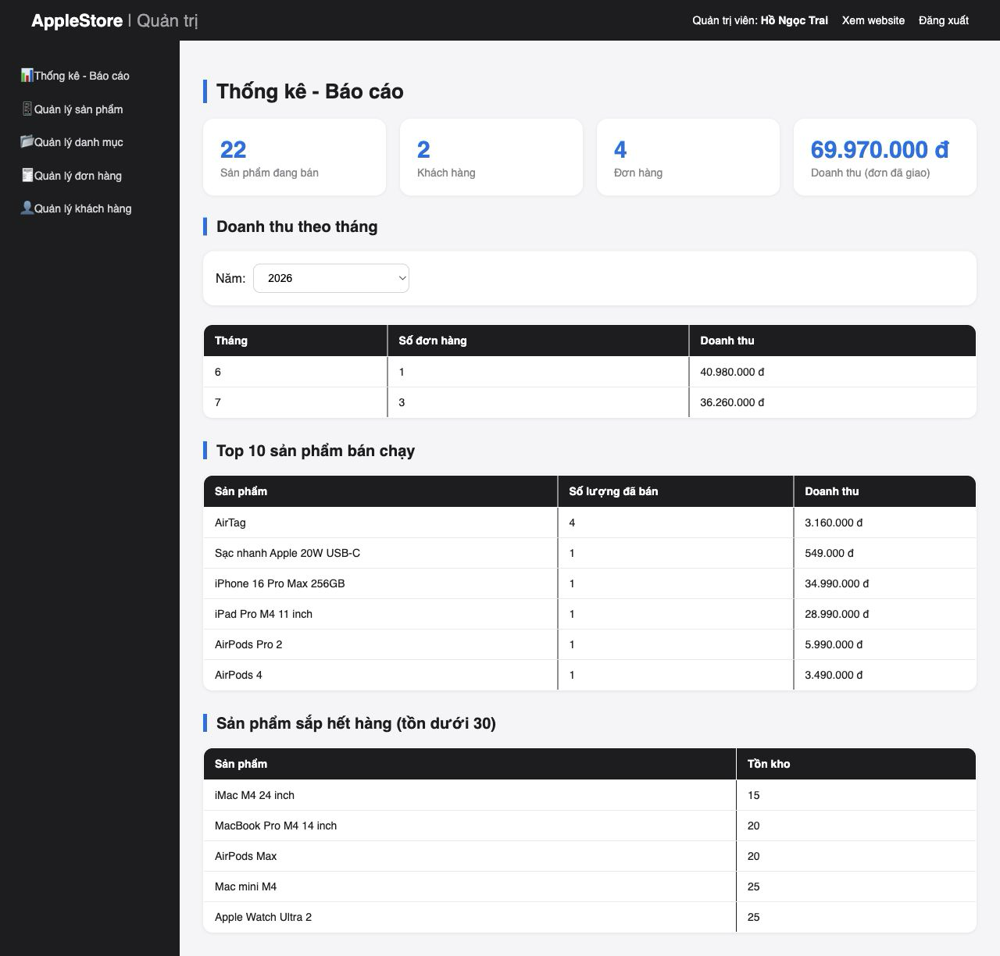 AppleStore | Quản trị
Quản trị viên: Hồ Ngọc Trai Xem website Đăng xuất
Thống kê - Báo cáo
Quản lý sản phẩm
Quản lý danh mục
Quản lý đơn hàng
Quản lý khách hàng
Thống kê - Báo cáo
22
Sản phẩm đang bán
2
Khách hàng
4
Đơn hàng
69.970.000 đ
Doanh thu (đơn đã giao)
Doanh thu theo tháng
Năm: 2026
Tháng Số đơn hàng Doanh thu
6 1 40.980.000 đ
7 3 36.260.000 đ
Top 10 sản phẩm bán chạy
Sản phẩm Số lượng đã bán Doanh thu
AirTag 4 3.160.000 đ
Sạc nhanh Apple 20W USB-C 1 549.000 đ
iPhone 16 Pro Max 256GB 1 34.990.000 đ
iPad Pro M4 11 inch 1 28.990.000 đ
AirPods Pro 2 1 5.990.000 đ
AirPods 4 1 3.490.000 đ
Sản phẩm sắp hết hàng (tồn dưới 30)
Sản phẩm Tồn kho
iMac M4 24 inch 15
MacBook Pro M4 14 inch 20
AirPods Max 20
Mac mini M4 25
Apple Watch Ultra 2 25